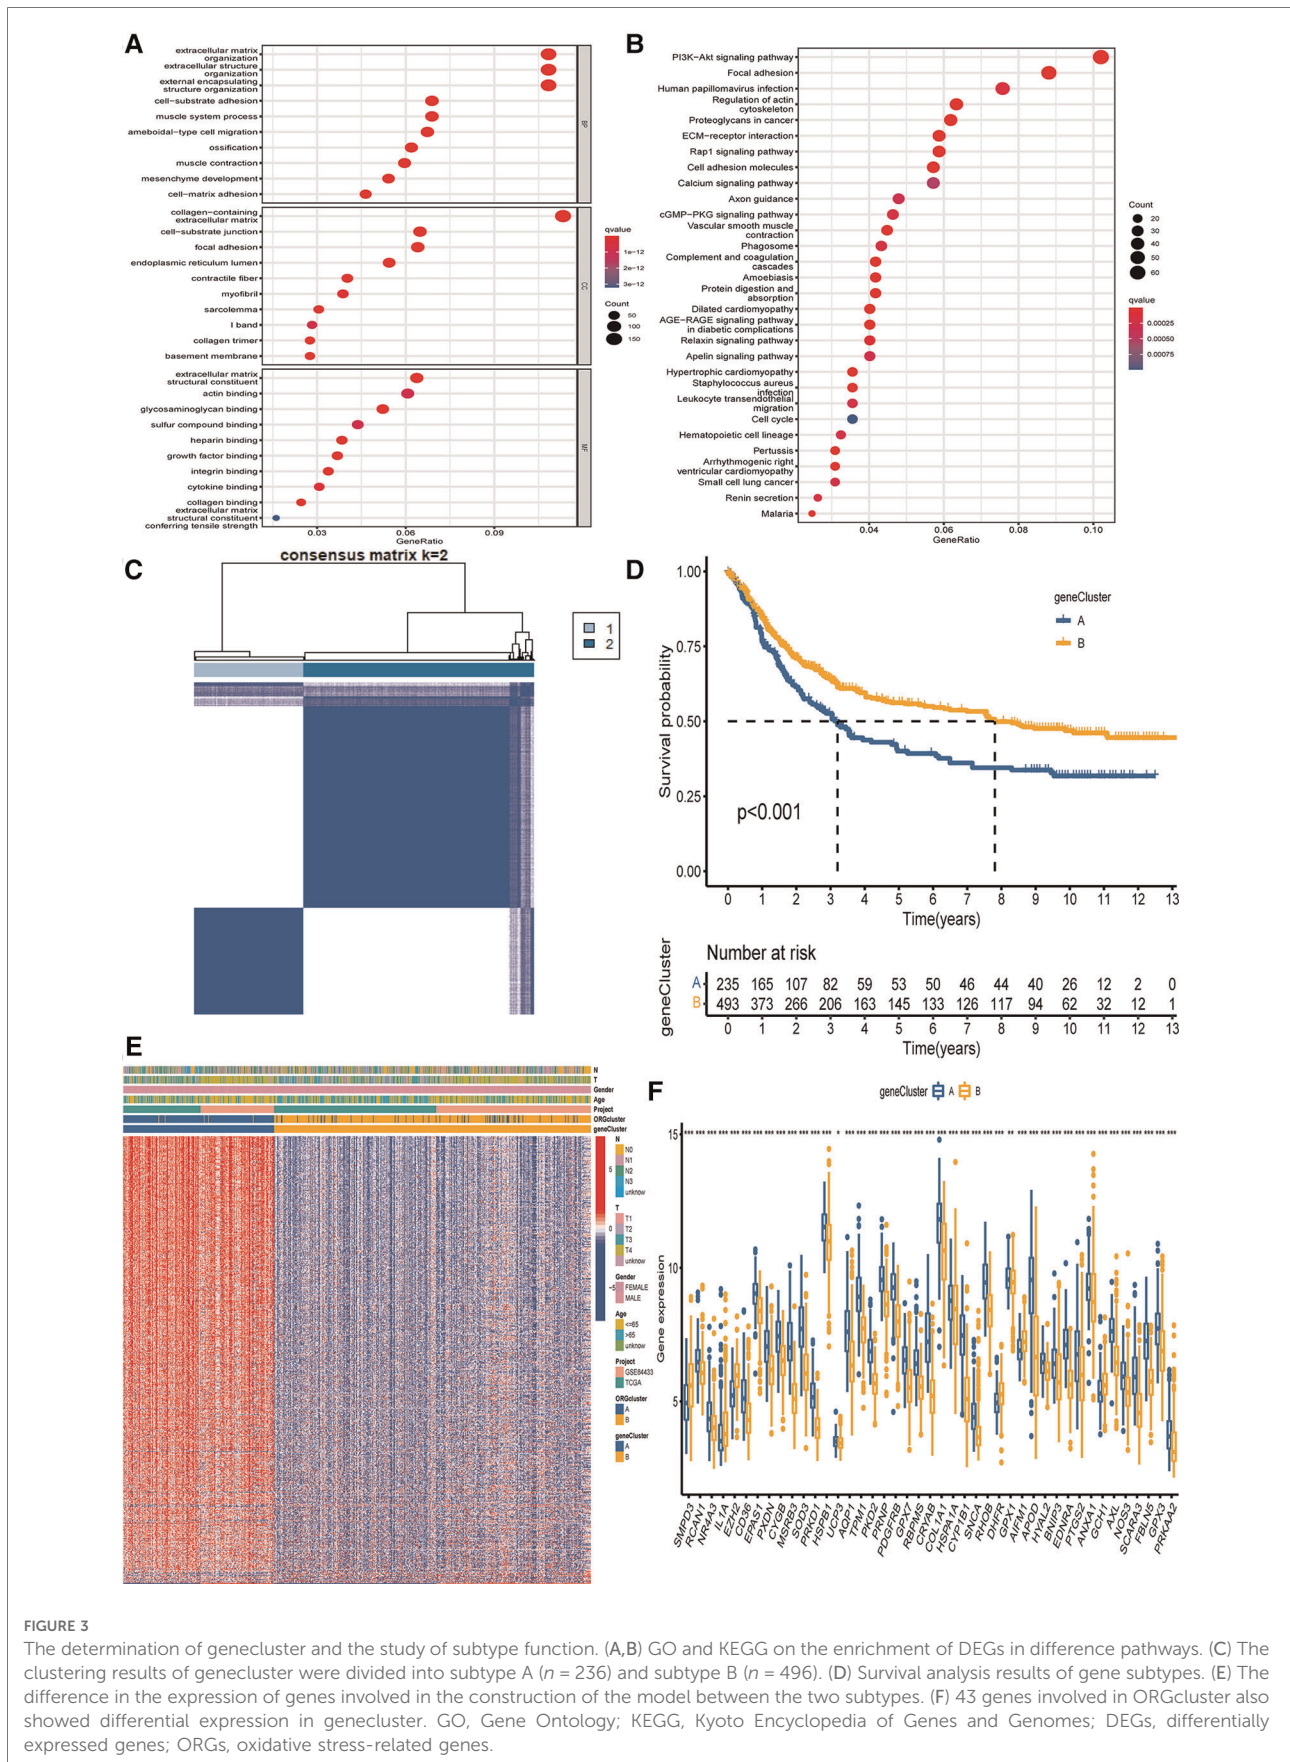 A
extracellular matrix
organization
extracellular structure
organization
external encapsulating
structure organization
cell−substrate adhesion
muscle system process
ameboidal−type cell migration
ossification
muscle contraction
mesenchyme development
cell−matrix adhesion
BP
collagen−containing
extracellular matrix
cell−substrate junction
focal adhesion
endoplasmic reticulum lumen
contractile fiber
myofibril
sarcolemma
I band
collagen trimer
basement membrane
CC
extracellular matrix
structural constituent
actin binding
glycosaminoglycan binding
sulfur compound binding
heparin binding
growth factor binding
integrin binding
cytokine binding
collagen binding
extracellular matrix
structural constituent
conferring tensile strength
MF
0.03 0.06 0.09
GeneRatio
qvalue
1e−12
2e−12
3e−12
Count
50
100
150
B
PI3K−Akt signaling pathway
Focal adhesion
Human papillomavirus infection
Regulation of actin
cytoskeleton
Proteoglycans in cancer
ECM−receptor interaction
Rap1 signaling pathway
Cell adhesion molecules
Calcium signaling pathway
Axon guidance
cGMP−PKG signaling pathway
Vascular smooth muscle
contraction
Phagosome
Complement and coagulation
cascades
Amoebiasis
Protein digestion and
absorption
Dilated cardiomyopathy
AGE−RAGE signaling pathway
in diabetic complications
Relaxin signaling pathway
Apelin signaling pathway
Hypertrophic cardiomyopathy
Staphylococcus aureus
infection
Leukocyte transendothelial
migration
Cell cycle
Hematopoietic cell lineage
Pertussis
Arrhythmogenic right
ventricular cardiomyopathy
Small cell lung cancer
Renin secretion
Malaria
0.04 0.06 0.08 0.10
GeneRatio
Count
20
30
40
50
60
qvalue
0.00025
0.00050
0.00075
C
consensus matrix k=2
1
2
D
geneCluster
A
B
Survival probability
1.00
0.75
0.50
0.25
0.00
p<0.001
0 1 2 3 4 5 6 7 8 9 10 11 12 13
Time(years)
Number at risk
geneCluster
A 235 165 107 82 59 53 50 46 44 40 26 12 2 0
B 493 373 266 206 163 145 133 126 117 94 62 32 12 1
0 1 2 3 4 5 6 7 8 9 10 11 12 13
Time(years)
E
N
T
Gender
Age
Project
ORGcluster
geneCluster
5
0
−5
N
N0
N1
N2
N3
unknow
T
T1
T2
T3
T4
unknow
Gender
FEMALE
MALE
Age
<=65
>65
unknow
Project
GSE84433
TCGA
ORGcluster
A
B
geneCluster
A
B
F
geneCluster A B
Gene expression
15
10
5
SMPD3
RCAN1
NR4A3
IL1A
EZH2
CD36
EPAS1
PXDN
CYGB
MSRB3
SOD3
PRKD1
HSPB1
UCP3
AQP1
TPM1
PKD2
PRNP
PDGFRB
GPX7
RBPMS
CRYAB
COL1A1
HSPA1A
CYP1B1
SNCA
RHOB
DHFR
GPX1
AIFM1
APOD
HYAL2
BNIP3
EDNRA
PTGS2
ANXA1
GCH1
AXL
NOS3
SCARA3
FBLN5
GPX3
PRKAA2
FIGURE 3
The determination of genecluster and the study of subtype function. (A,B) GO and KEGG on the enrichment of DEGs in difference pathways. (C) The
clustering results of genecluster were divided into subtype A (n = 236) and subtype B (n = 496). (D) Survival analysis results of gene subtypes. (E) The
difference in the expression of genes involved in the construction of the model between the two subtypes. (F) 43 genes involved in ORGcluster also
showed differential expression in genecluster. GO, Gene Ontology; KEGG, Kyoto Encyclopedia of Genes and Genomes; DEGs, differentially
expressed genes; ORGs, oxidative stress-related genes.